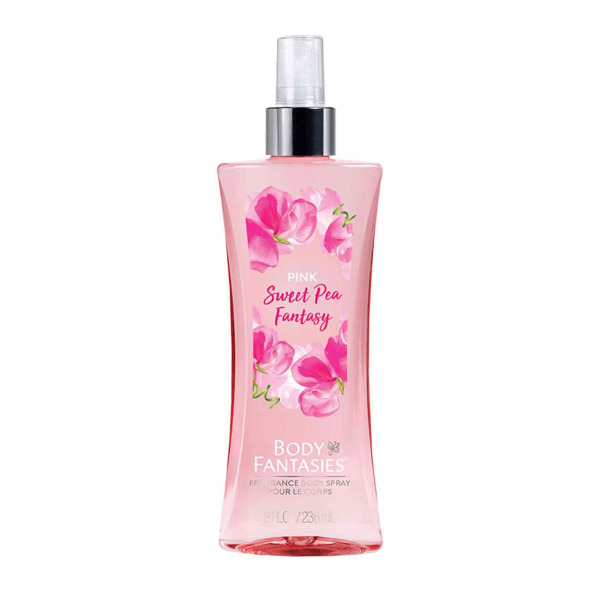 PINK
Sweet Pea
Fantasy
BODY
FANTASIES
FRAGRANCE BODY SPRAY
POUR LE CORPS
8 FL.OZ/236 mL